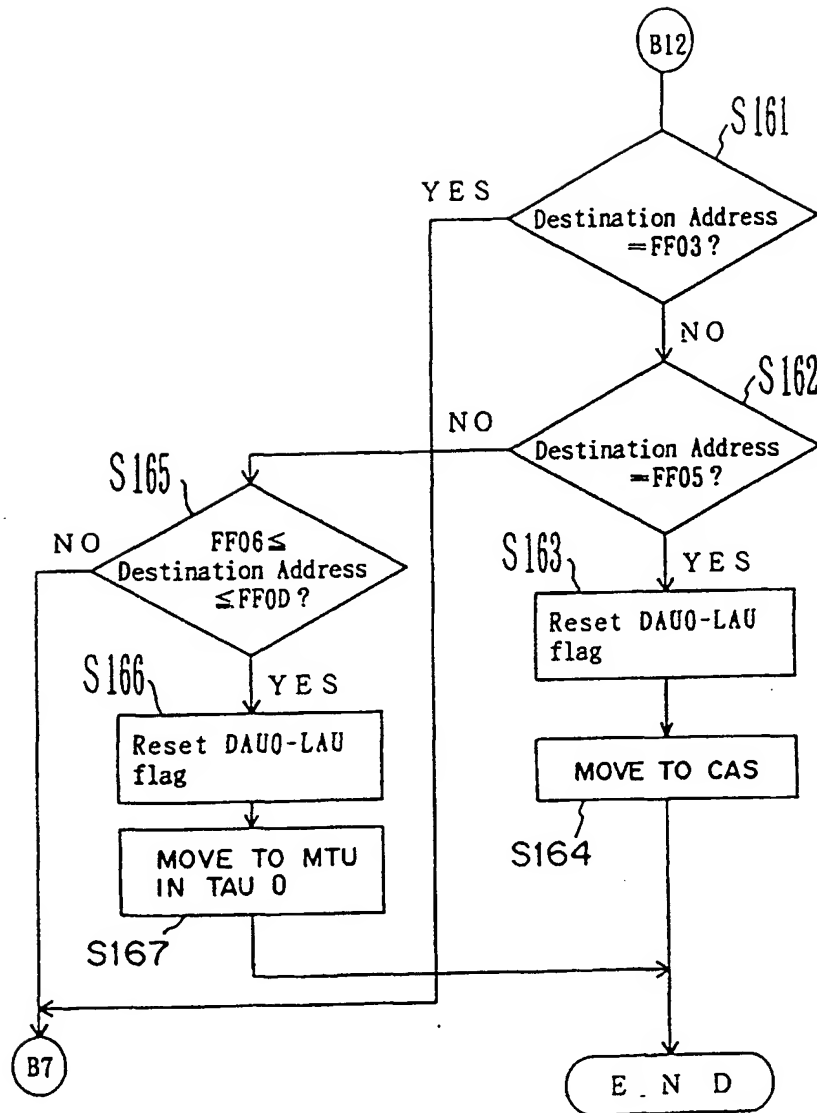 B12
S161
YES
Destination Address
=FF03?
NO
S162
NO
Destination Address
=FF05?
S165
NO
FF06≤
Destination Address
≤FF0D?
S163
YES
Reset DAU0-LAU
flag
S166
YES
Reset DAU0-LAU
flag
MOVE TO CAS
S164
MOVE TO MTU
IN TAU 0
S167
B7
END